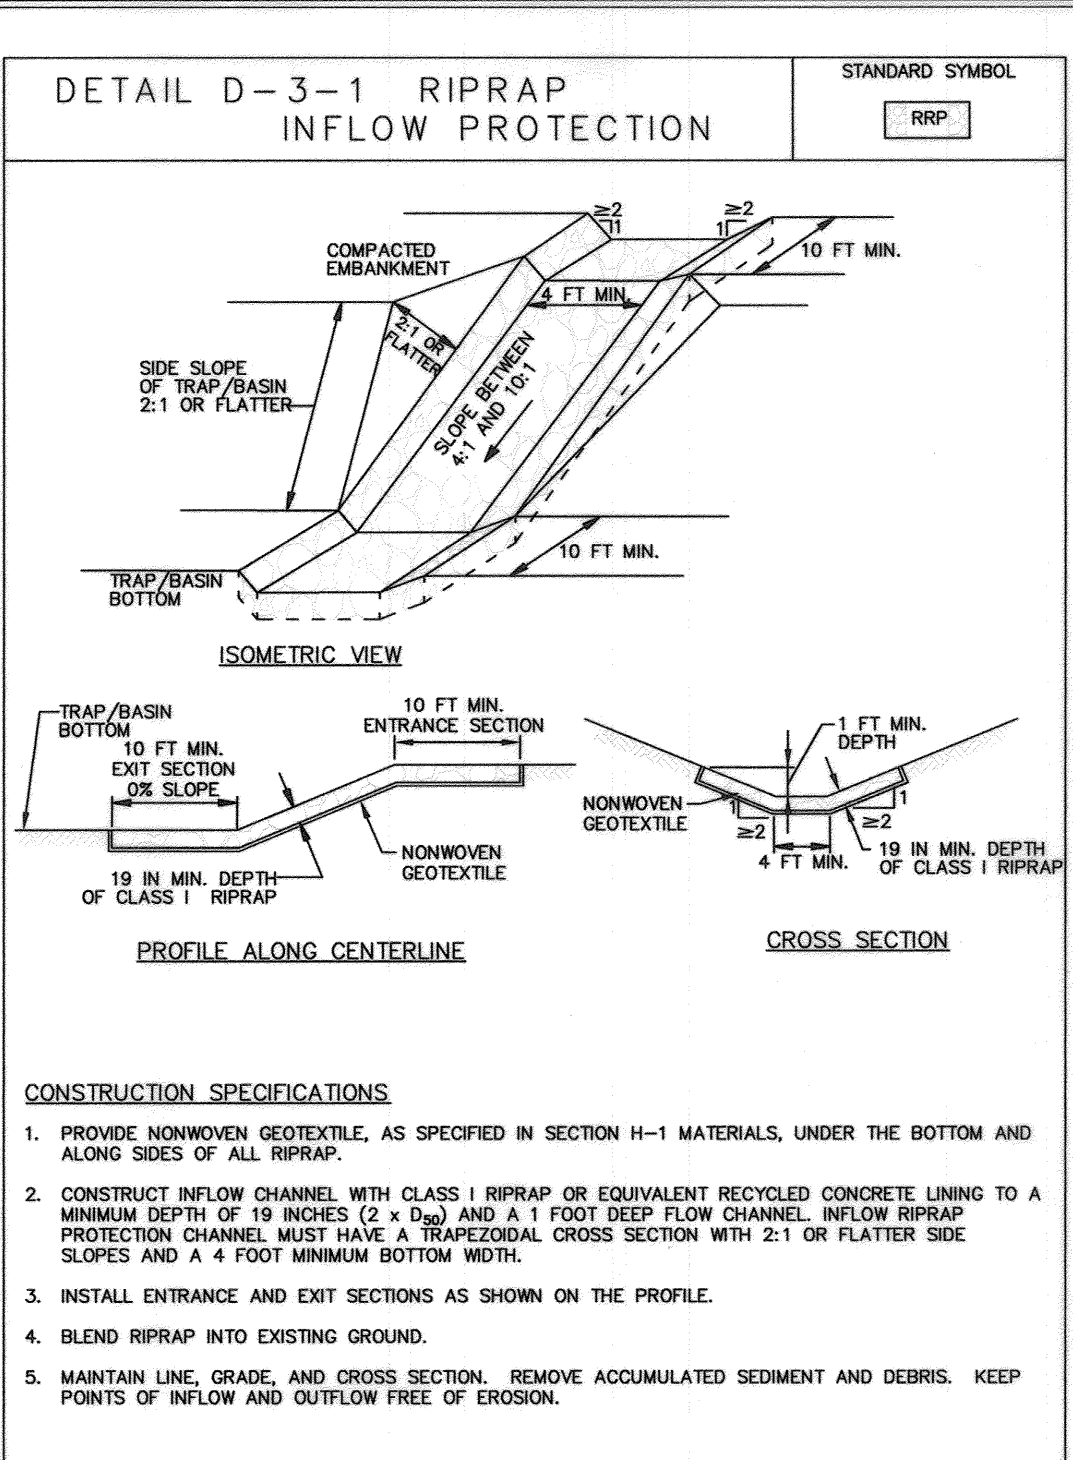 DETAIL D-3-1 RIPRAP
INFLOW PROTECTION
STANDARD SYMBOL
RRP
≥2
1
≥2
1
10 FT MIN.
COMPACTED
EMBANKMENT
4 FT MIN.
2:1 OR
FLATTER
SLOPE BETWEEN
4:1 AND 10:1
SIDE SLOPE
OF TRAP/BASIN
2:1 OR FLATTER
10 FT MIN.
TRAP/BASIN
BOTTOM
ISOMETRIC VIEW
TRAP/BASIN
BOTTOM
10 FT MIN.
EXIT SECTION
0% SLOPE
10 FT MIN.
ENTRANCE SECTION
NONWOVEN
GEOTEXTILE
19 IN MIN. DEPTH
OF CLASS I RIPRAP
PROFILE ALONG CENTERLINE
1 FT MIN.
DEPTH
NONWOVEN
GEOTEXTILE
1
≥2
1
≥2
4 FT MIN.
19 IN MIN. DEPTH
OF CLASS I RIPRAP
CROSS SECTION
CONSTRUCTION SPECIFICATIONS
1. PROVIDE NONWOVEN GEOTEXTILE, AS SPECIFIED IN SECTION H-1 MATERIALS, UNDER THE BOTTOM AND
ALONG SIDES OF ALL RIPRAP.
2. CONSTRUCT INFLOW CHANNEL WITH CLASS I RIPRAP OR EQUIVALENT RECYCLED CONCRETE LINING TO A
MINIMUM DEPTH OF 19 INCHES (2 x D50) AND A 1 FOOT DEEP FLOW CHANNEL. INFLOW RIPRAP
PROTECTION CHANNEL MUST HAVE A TRAPEZOIDAL CROSS SECTION WITH 2:1 OR FLATTER SIDE
SLOPES AND A 4 FOOT MINIMUM BOTTOM WIDTH.
3. INSTALL ENTRANCE AND EXIT SECTIONS AS SHOWN ON THE PROFILE.
4. BLEND RIPRAP INTO EXISTING GROUND.
5. MAINTAIN LINE, GRADE, AND CROSS SECTION. REMOVE ACCUMULATED SEDIMENT AND DEBRIS. KEEP
POINTS OF INFLOW AND OUTFLOW FREE OF EROSION.